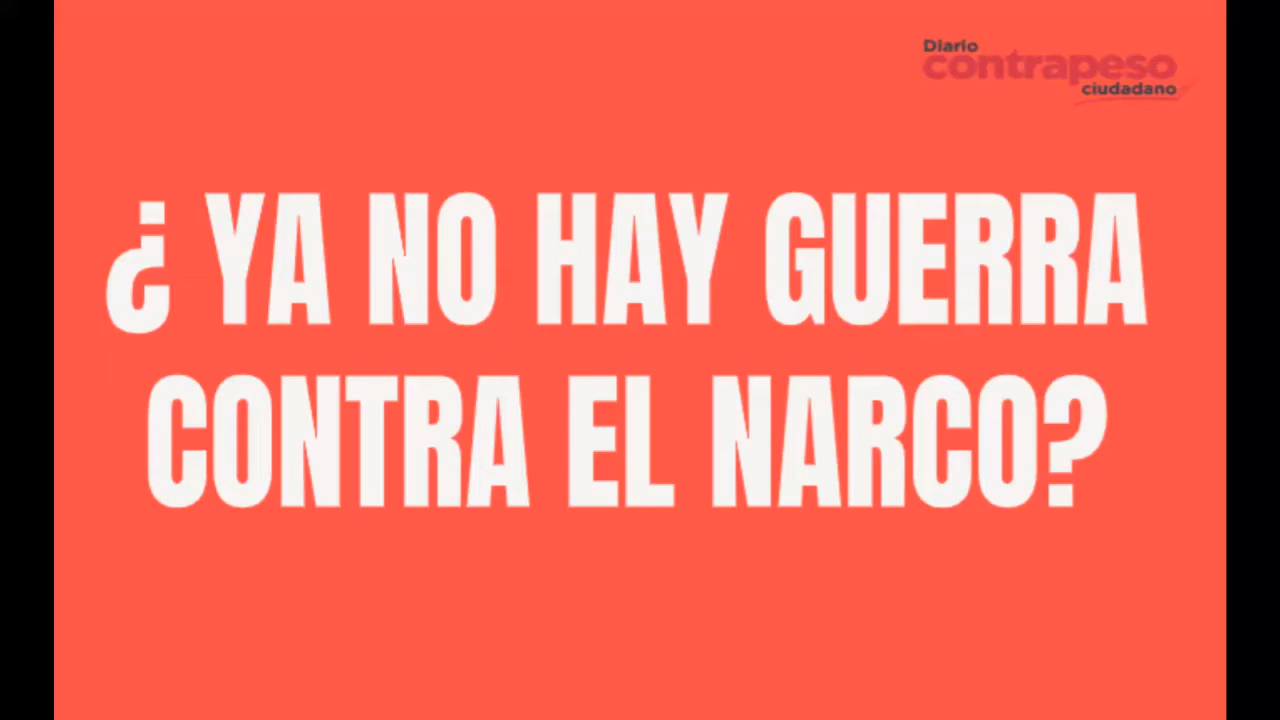 Diario
contrapeso
ciudadano
¿ YA NO HAY GUERRA
CONTRA EL NARCO?